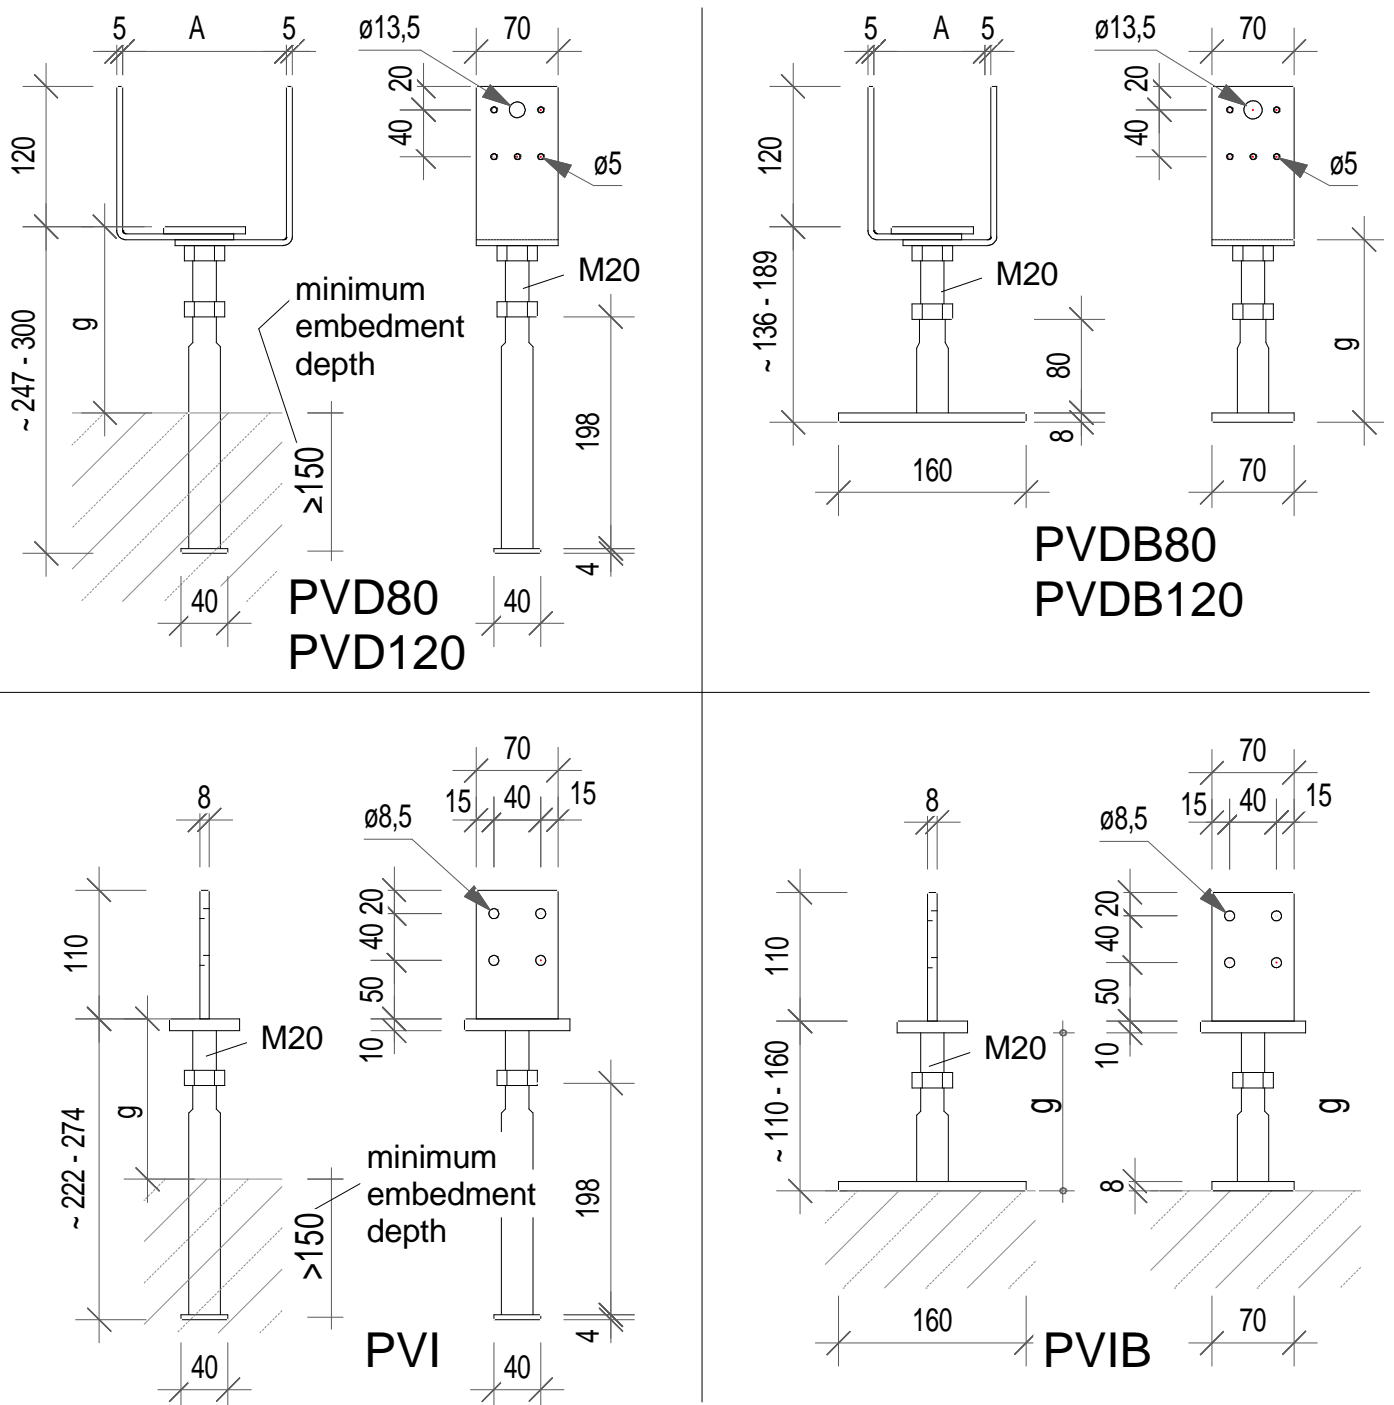 5 A 5
ø13,5
70
20
40
120
ø5
M20
minimum
embedment
depth
g
~ 247 - 300
198
≥150
4
40
40
PVD80
PVD120
5 A 5
ø13,5
70
20
40
120
ø5
M20
~ 136 - 189
80
g
8
160
70
PVDB80
PVDB120
70
15 40 15
8
ø8,5
20
40
50
10
110
M20
g
~ 222 - 274
minimum
embedment
depth
198
>150
4
PVI
40
40
70
15 40 15
8
ø8,5
20
40
50
10
110
M20
~ 110 - 160
g
g
8
160
70
PVIB